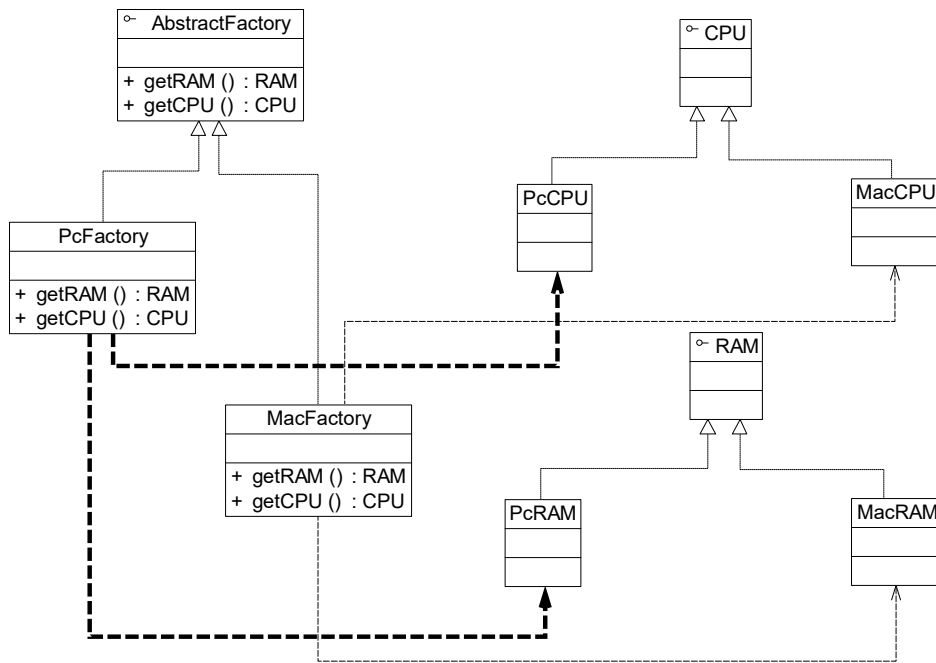 AbstractFactory
+ getRAM () : RAM
+ getCPU () : CPU
CPU
PcCPU
MacCPU
PcFactory
+ getRAM () : RAM
+ getCPU () : CPU
RAM
MacFactory
+ getRAM () : RAM
+ getCPU () : CPU
PcRAM
MacRAM